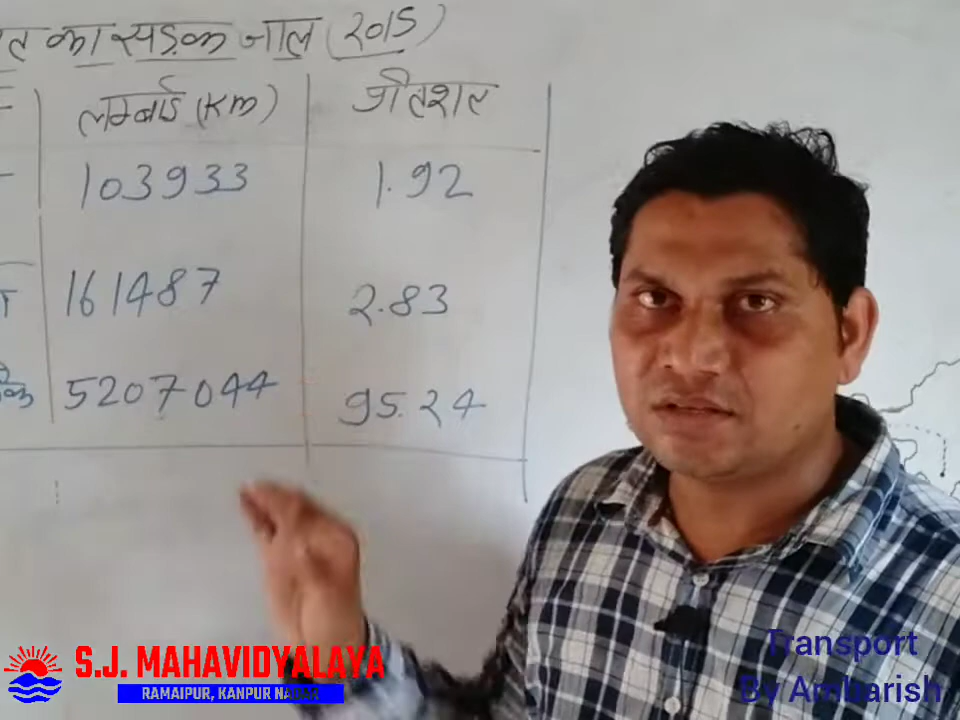 का सड़क जाल (2015)
लम्बाई (Km) प्रतिशत
103933 1.92
161487 2.83
5207044 95.24
S.J. MAHAVIDYALAYA
RAMAIPUR, KANPUR NAGAR
Transport
By Ambarish